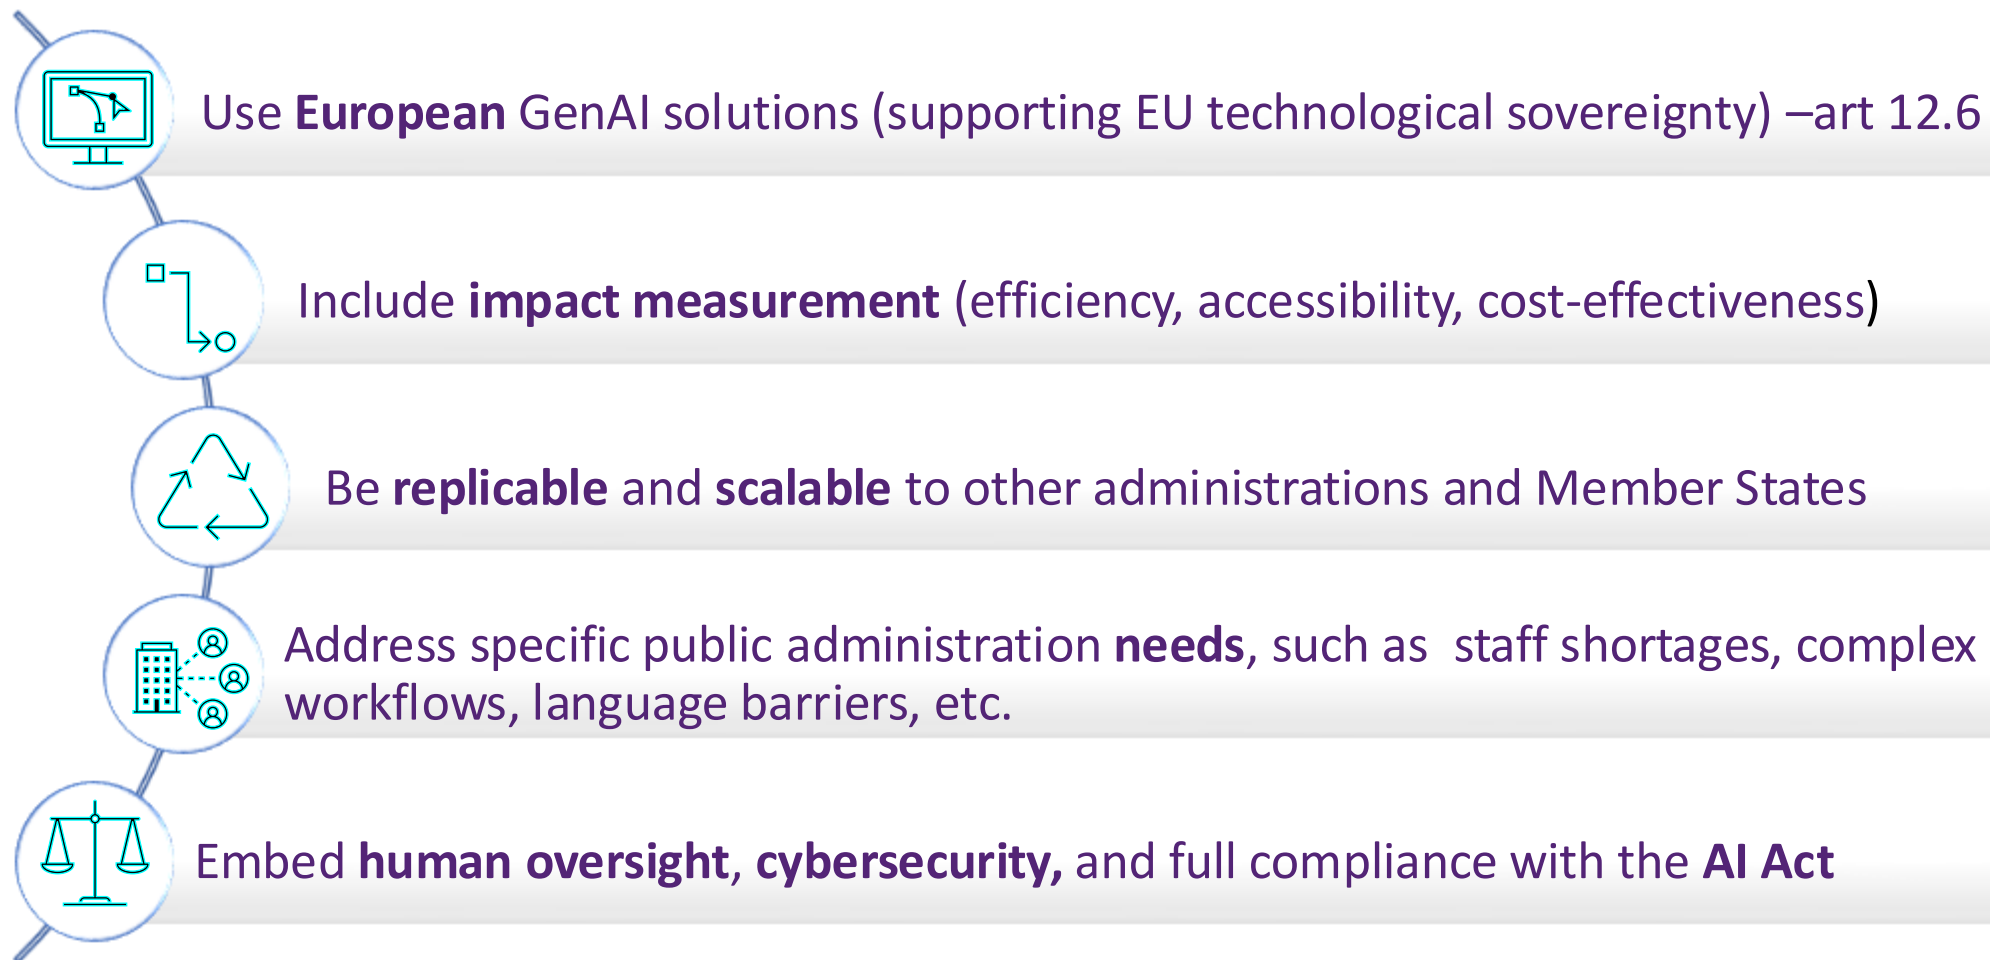 Use European GenAI solutions (supporting EU technological sovereignty) –art 12.6
Include impact measurement (efficiency, accessibility, cost-effectiveness)
Be replicable and scalable to other administrations and Member States
Address specific public administration needs, such as  staff shortages, complex
workflows, language barriers, etc.
Embed human oversight, cybersecurity, and full compliance with the AI Act